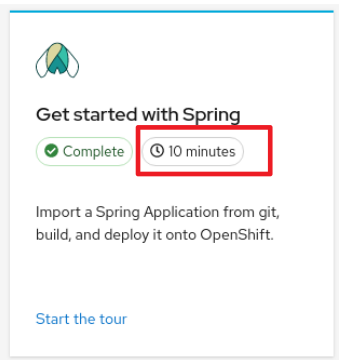 Get started with Spring
Complete
10 minutes
Import a Spring Application from git,
build, and deploy it onto OpenShift.
Start the tour